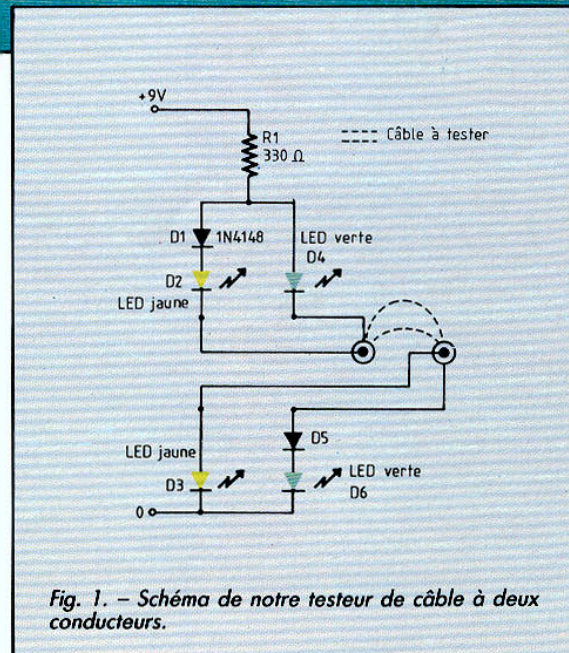 +9V
R1
330 Ω
Câble à tester
D1
1N4148
LED verte
D4
D2
LED jaune
D5
LED jaune
D3
LED verte
D6
0
Fig. 1. – Schéma de notre testeur de câble à deux
conducteurs.